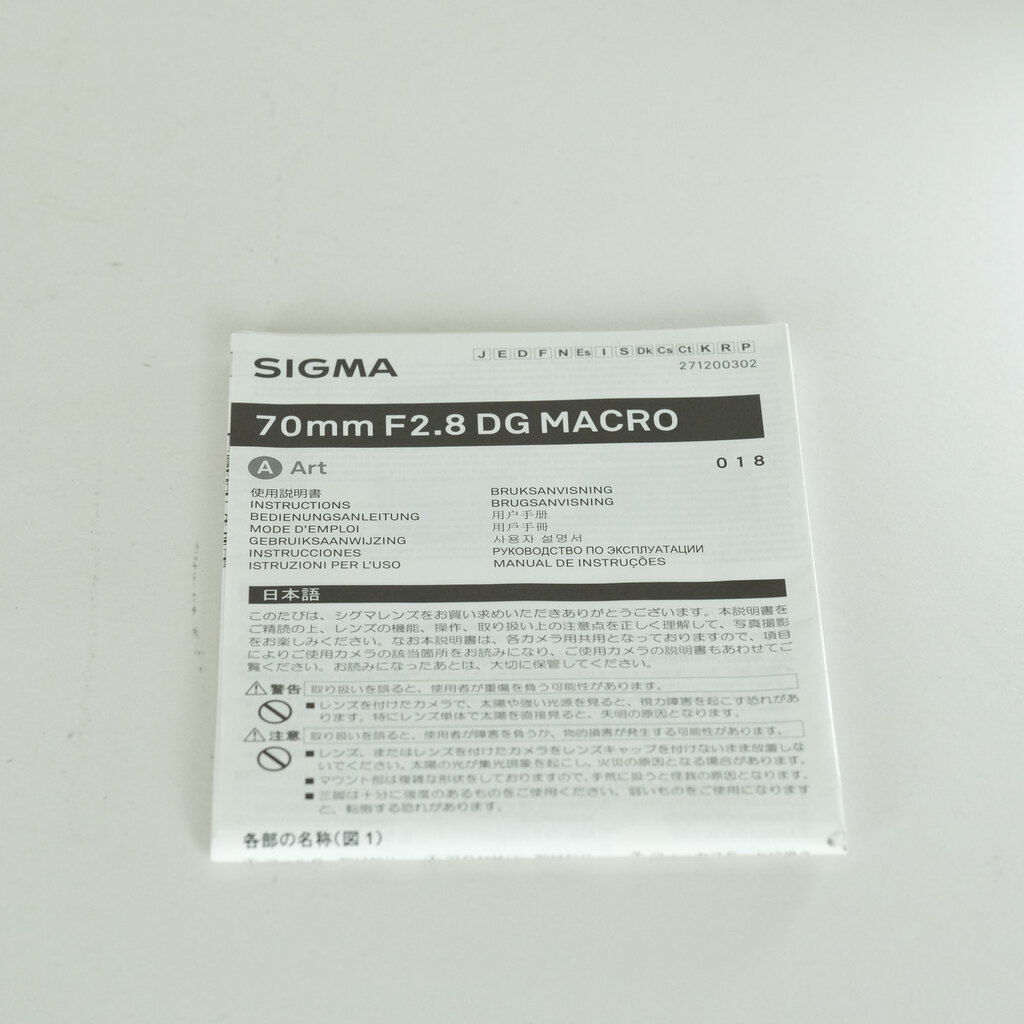 SIGMA
J E D F N Es I S Dk Cs Ct K R P
271200302
70mm F2.8 DG MACRO
A Art
018
使用説明書
INSTRUCTIONS
BEDIENUNGSANLEITUNG
MODE D'EMPLOI
GEBRUIKSAANWIJZING
INSTRUCCIONES
ISTRUZIONI PER L'USO
BRUKSANVISNING
BRUGSANVISNING
用户手册
用戶手冊
사용자 설명서
РУКОВОДСТВО ПО ЭКСПЛУАТАЦИИ
MANUAL DE INSTRUÇÕES
日本語
このたびは、シグマレンズをお買い求めいただきありがとうございます。本説明書を
ご精読の上、レンズの機能、操作、取り扱い上の注意点を正しく理解して、写真撮影
をお楽しみください。なお本説明書は、各カメラ用共用となっておりますので、項目
によりご使用カメラの該当箇所をお読みになり、ご使用カメラの説明書もあわせてご
覧ください。お読みになったあとは、大切に保管してください。
警告 取り扱いを誤ると、使用者が重傷を負う可能性があります。
■レンズを付けたカメラで、太陽や強い光源を見ると、視力障害を起こす恐れがあ
ります。特にレンズ単体で太陽を直接見ると、失明の原因となります。
注意 取り扱いを誤ると、使用者が障害を負うか、物的損害が発生する可能性があります。
■レンズ、またはレンズを付けたカメラをレンズキャップを付けないまま放置しな
いでください。太陽の光が集光現象を起こし、火災の原因となる場合があります。
■マウント部は複雑な形状をしておりますので、手荒に扱うと怪我の原因となります。
■三脚は十分に強度のあるものをご使用ください。弱いものをご使用になります
と、転倒する恐れがあります。
各部の名称(図1)